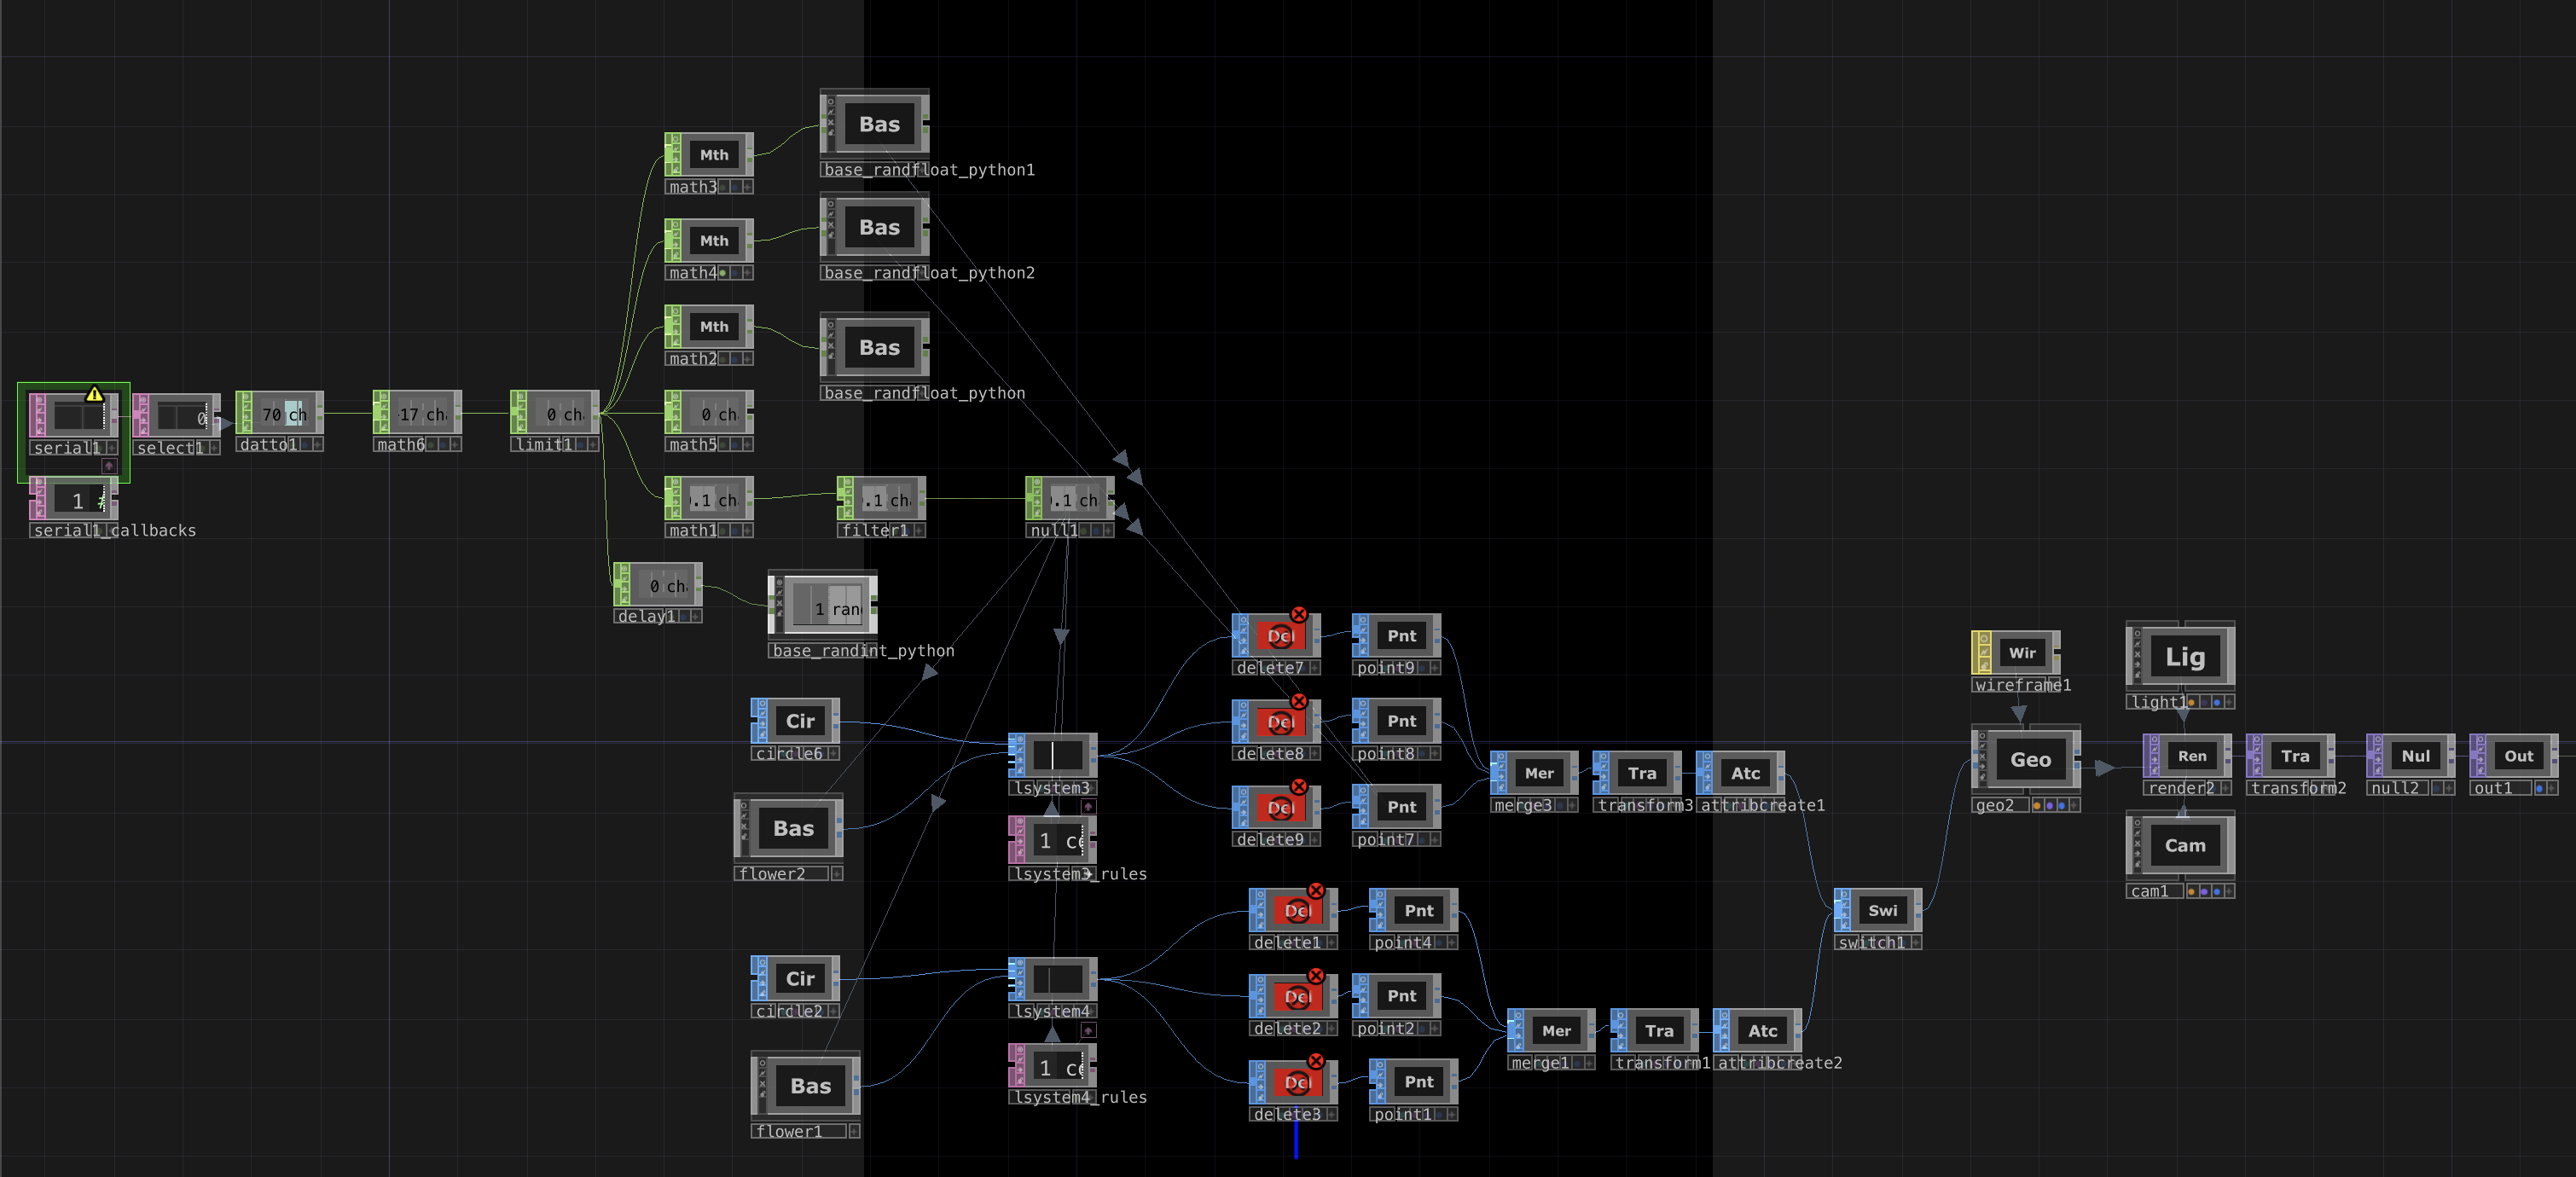 Bas
base_randfloat_python1
Mth
math3
Bas
base_randfloat_python2
Mth
math4
Mth
math2
Bas
base_randfloat_python
serial1
0
select1
70 ch
datto1
-17 ch
math6
0 ch
limit1
0 ch
math5
1
serial1_callbacks
.1 ch
math1
.1 ch
filter1
.1 ch
null1
0 ch
delay1
1 ran
base_randint_python
Del
delete7
Pnt
point9
Wir
wireframe1
Lig
light1
Cir
circle6
Del
delete8
Pnt
point8
lsystem3
Mer
merge3
Tra
transform3
Atc
attribcreate1
Geo
geo2
Ren
render2
Tra
transform2
Nul
null2
Out
out1
Bas
flower2
1 c
lsystem3_rules
Del
delete9
Pnt
point7
Cam
cam1
Del
delete1
Pnt
point4
Swi
switch1
Cir
circle2
lsystem4
Del
delete2
Pnt
point2
Mer
merge1
Tra
transform1
Atc
attribcreate2
Bas
flower1
1 c
lsystem4_rules
Del
delete3
Pnt
point1